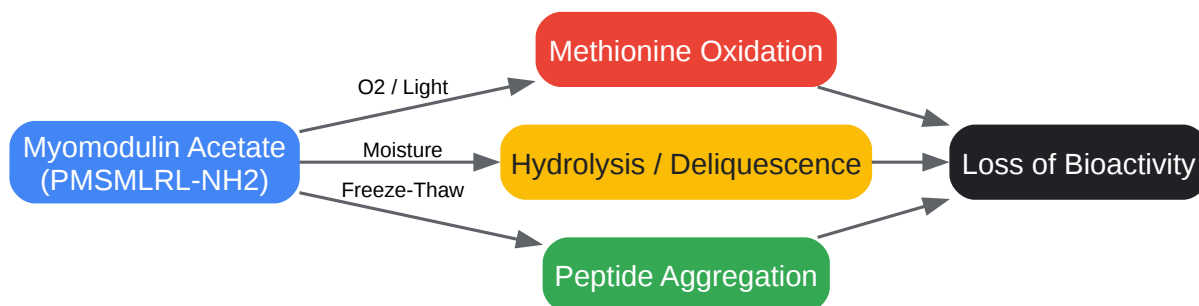 Methionine Oxidation
O2 / Light
Myomodulin Acetate
(PMSMLRL-NH2)
Moisture
Hydrolysis / Deliquescence
Loss of Bioactivity
Freeze-Thaw
Peptide Aggregation